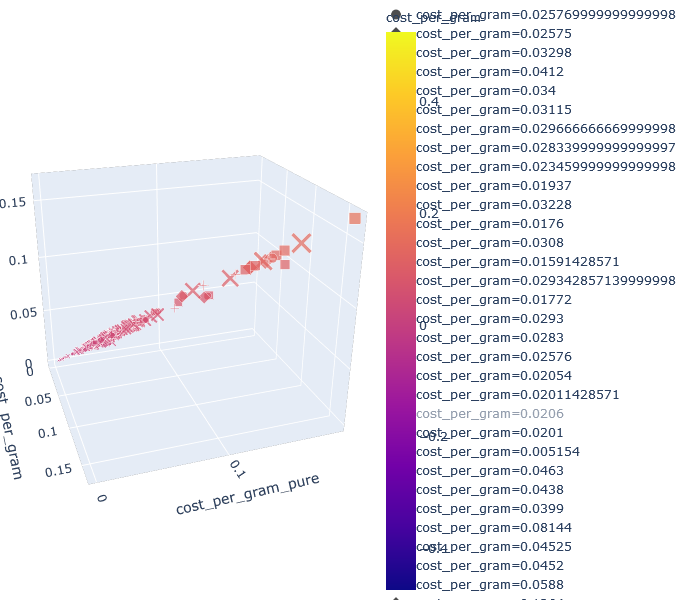 cost_per_gram
cost_per_gram=0.025769999999999998
cost_per_gram=0.02575
cost_per_gram=0.03298
cost_per_gram=0.0412
cost_per_gram=0.034
cost_per_gram=0.03115
cost_per_gram=0.029666666669999998
cost_per_gram=0.028339999999999997
cost_per_gram=0.023459999999999998
cost_per_gram=0.01937
cost_per_gram=0.03228
cost_per_gram=0.0176
cost_per_gram=0.0308
cost_per_gram=0.01591428571
cost_per_gram=0.029342857139999998
cost_per_gram=0.01772
cost_per_gram=0.0293
cost_per_gram=0.0283
cost_per_gram=0.02576
cost_per_gram=0.02054
cost_per_gram=0.02011428571
cost_per_gram=0.0206
cost_per_gram=0.0201
cost_per_gram=0.005154
cost_per_gram=0.0463
cost_per_gram=0.0438
cost_per_gram=0.0399
cost_per_gram=0.08144
cost_per_gram=0.04525
cost_per_gram=0.0452
cost_per_gram=0.0588
0.4
0.2
0
−0.2
−0.4
0.15
0.1
0.05
0
0
0.05
0.1
0.15
0
0.1
cost_per_gram
cost_per_gram_pure